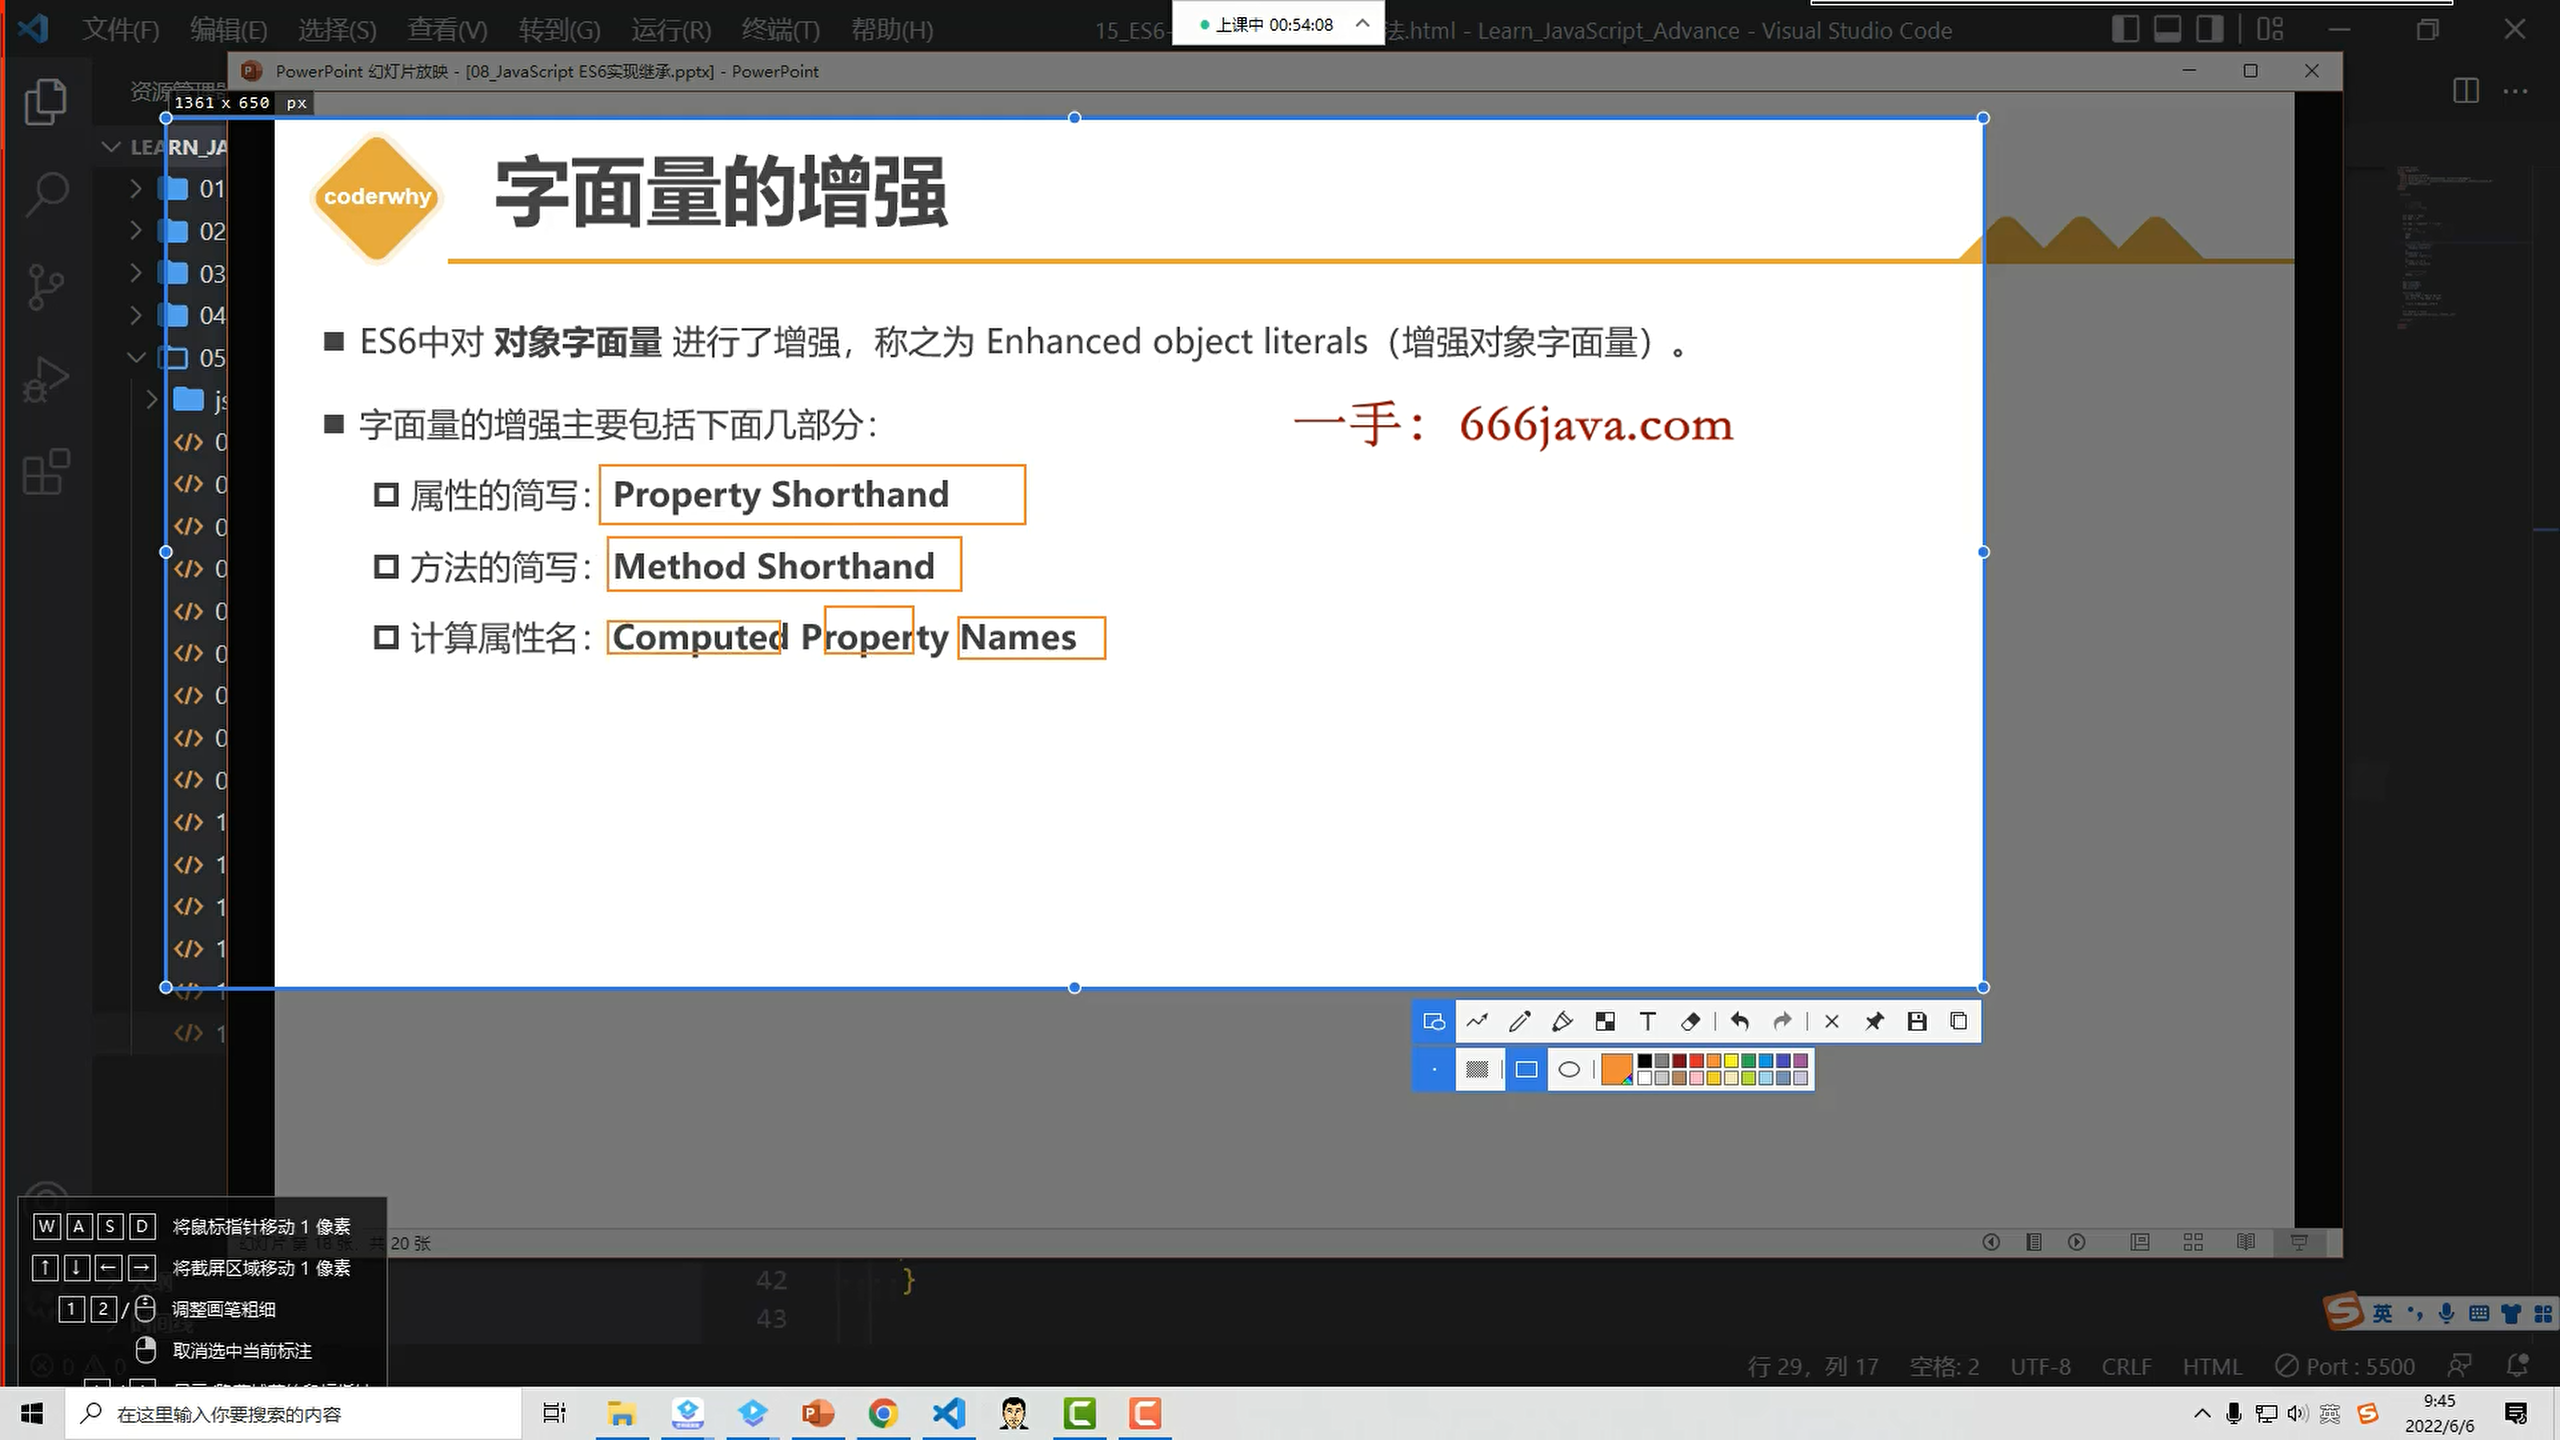 文件(F) 编辑(E) 选择(S) 查看(V) 转到(G) 运行(R) 终端(T) 帮助(H)
15_ES6-
上课中 00:54:08
法.html - Learn_JavaScript_Advance - Visual Studio Code
PowerPoint 幻灯片放映 - [08_JavaScript ES6实现继承.pptx] - PowerPoint
1361 x 650 px
LEARN_JA
01
02
03
04
05
js
coderwhy
字面量的增强
ES6中对 对象字面量 进行了增强，称之为 Enhanced object literals（增强对象字面量）。
字面量的增强主要包括下面几部分：
一手： 666java.com
属性的简写：Property Shorthand
方法的简写：Method Shorthand
计算属性名：Computed Property Names
W A S D 将鼠标指针移动 1 像素
幻灯片 第 18 张，共 20 张
将截屏区域移动 1 像素
1 2 / 调整画笔粗细
取消选中当前标注
42 }
43
英
行 29，列 17 空格: 2 UTF-8 CRLF HTML Port : 5500
在这里输入你要搜索的内容
英
9:45
2022/6/6